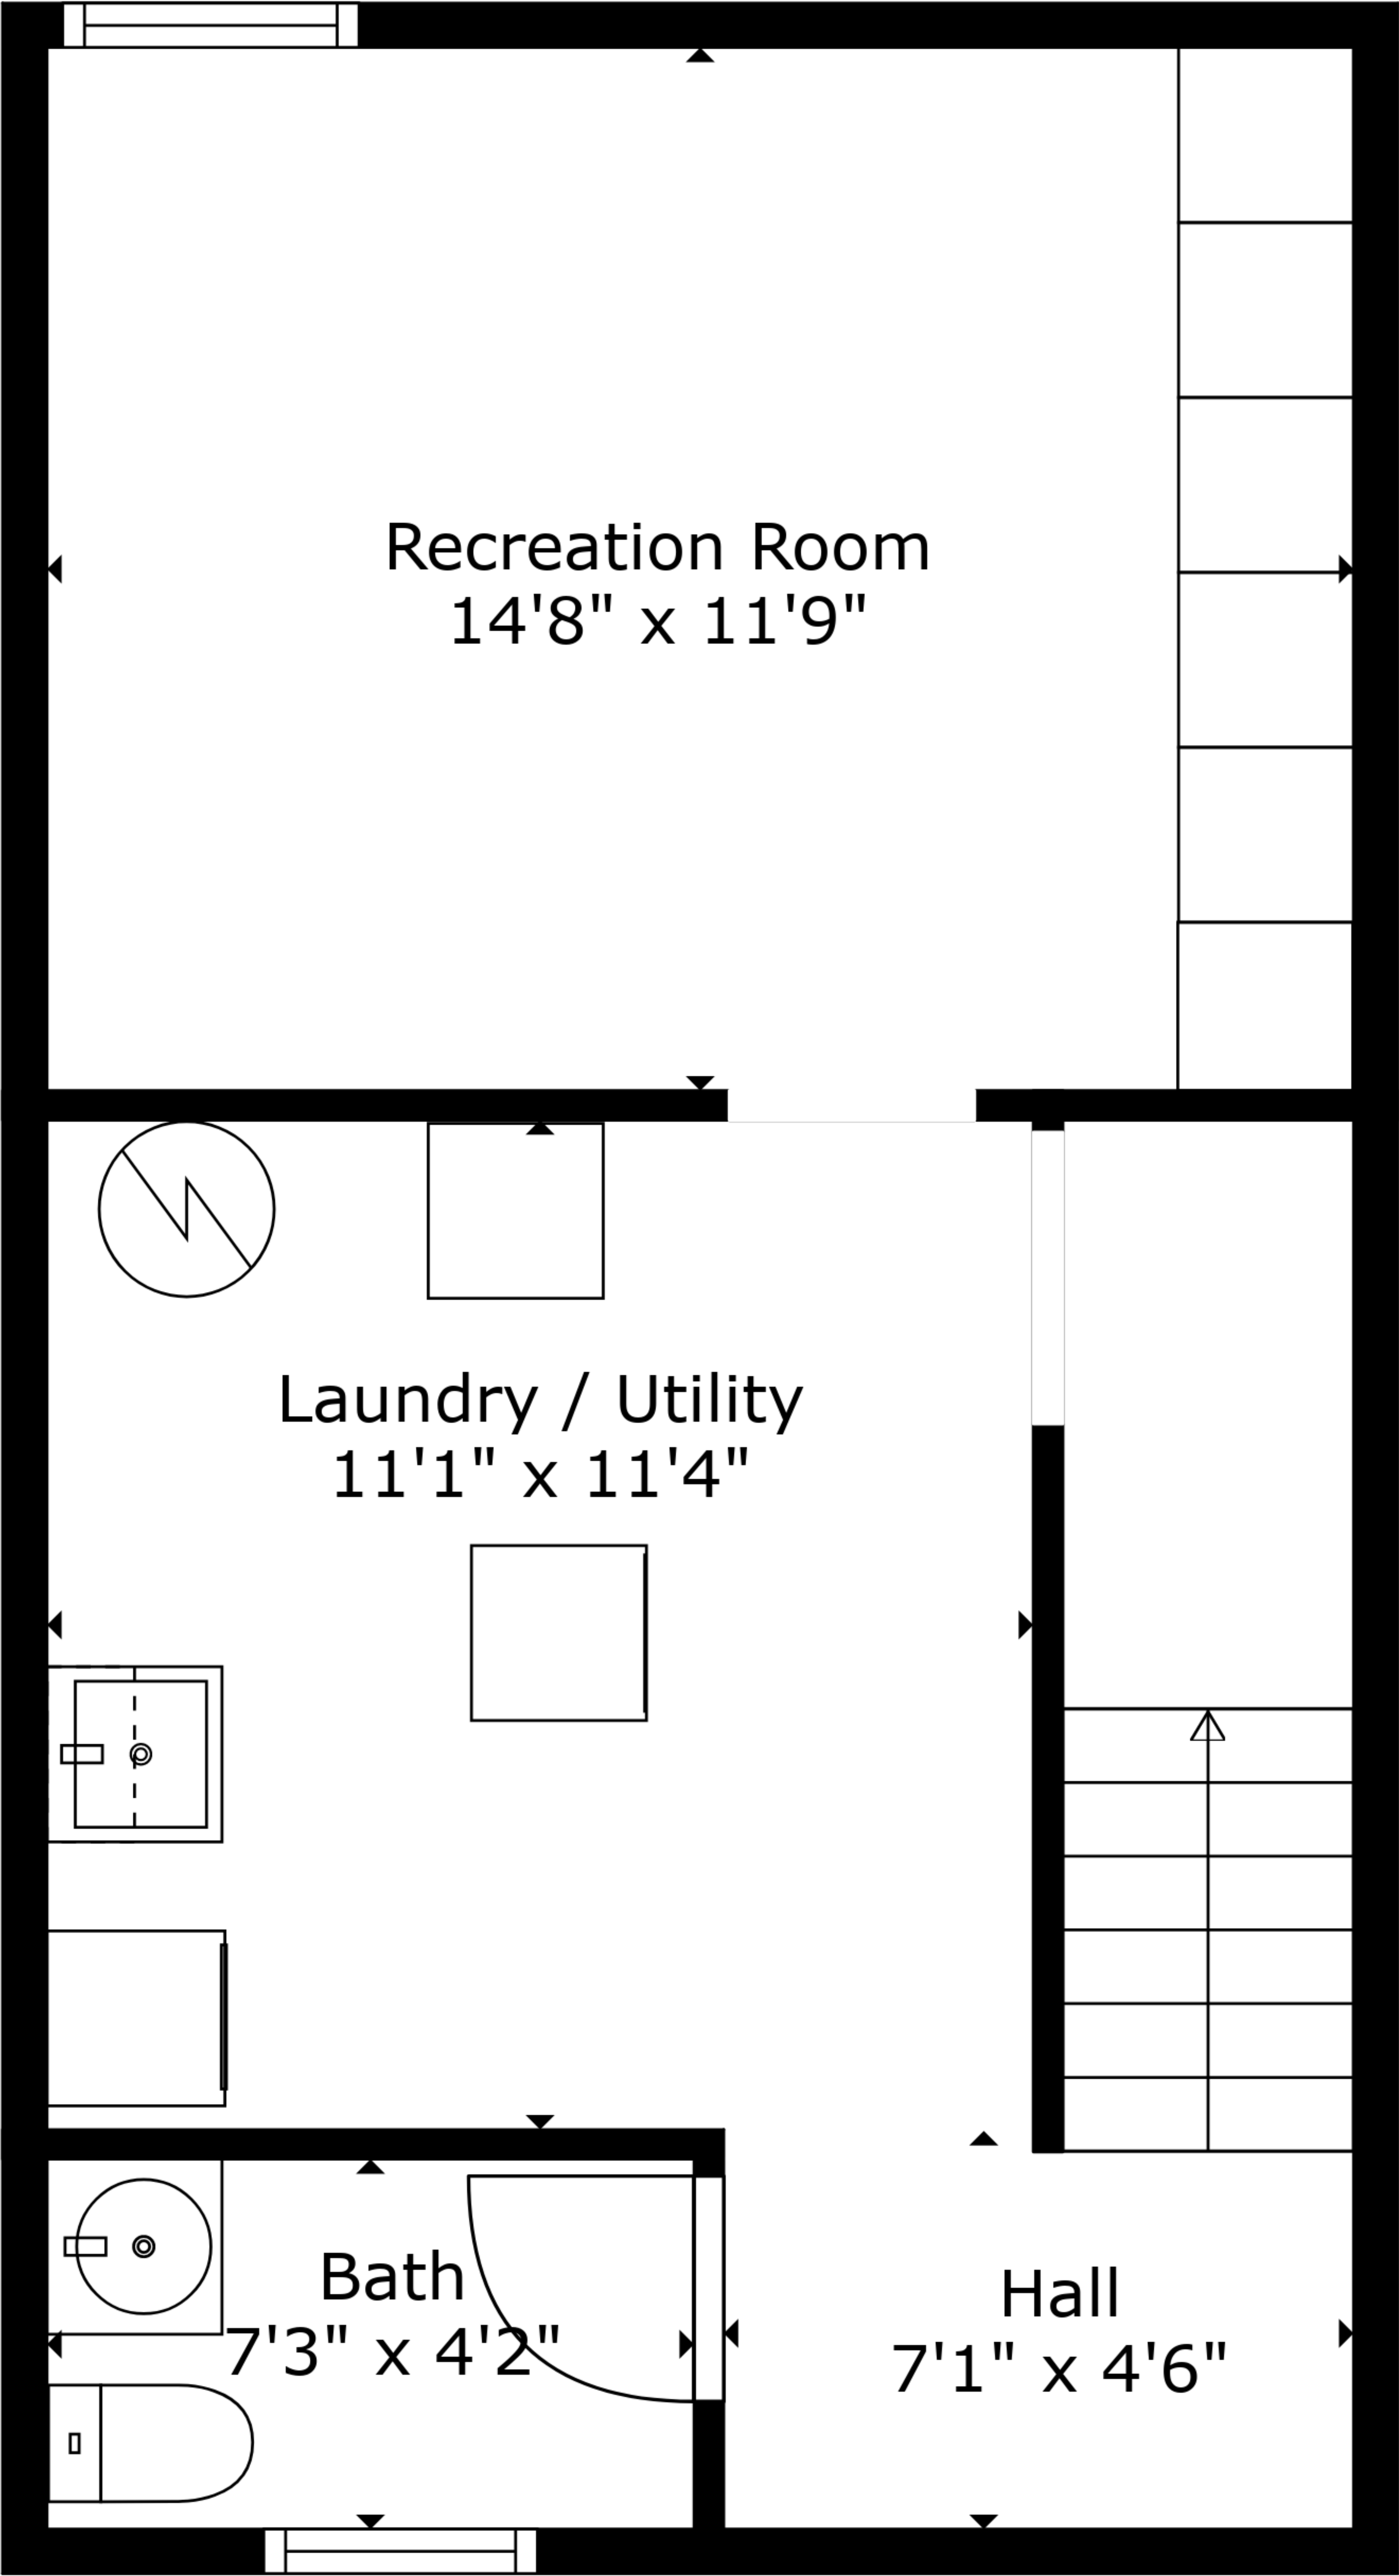 Recreation Room
14'8" x 11'9"
Laundry / Utility
11'1" x 11'4"
Bath
7'3" x 4'2"
Hall
7'1" x 4'6"